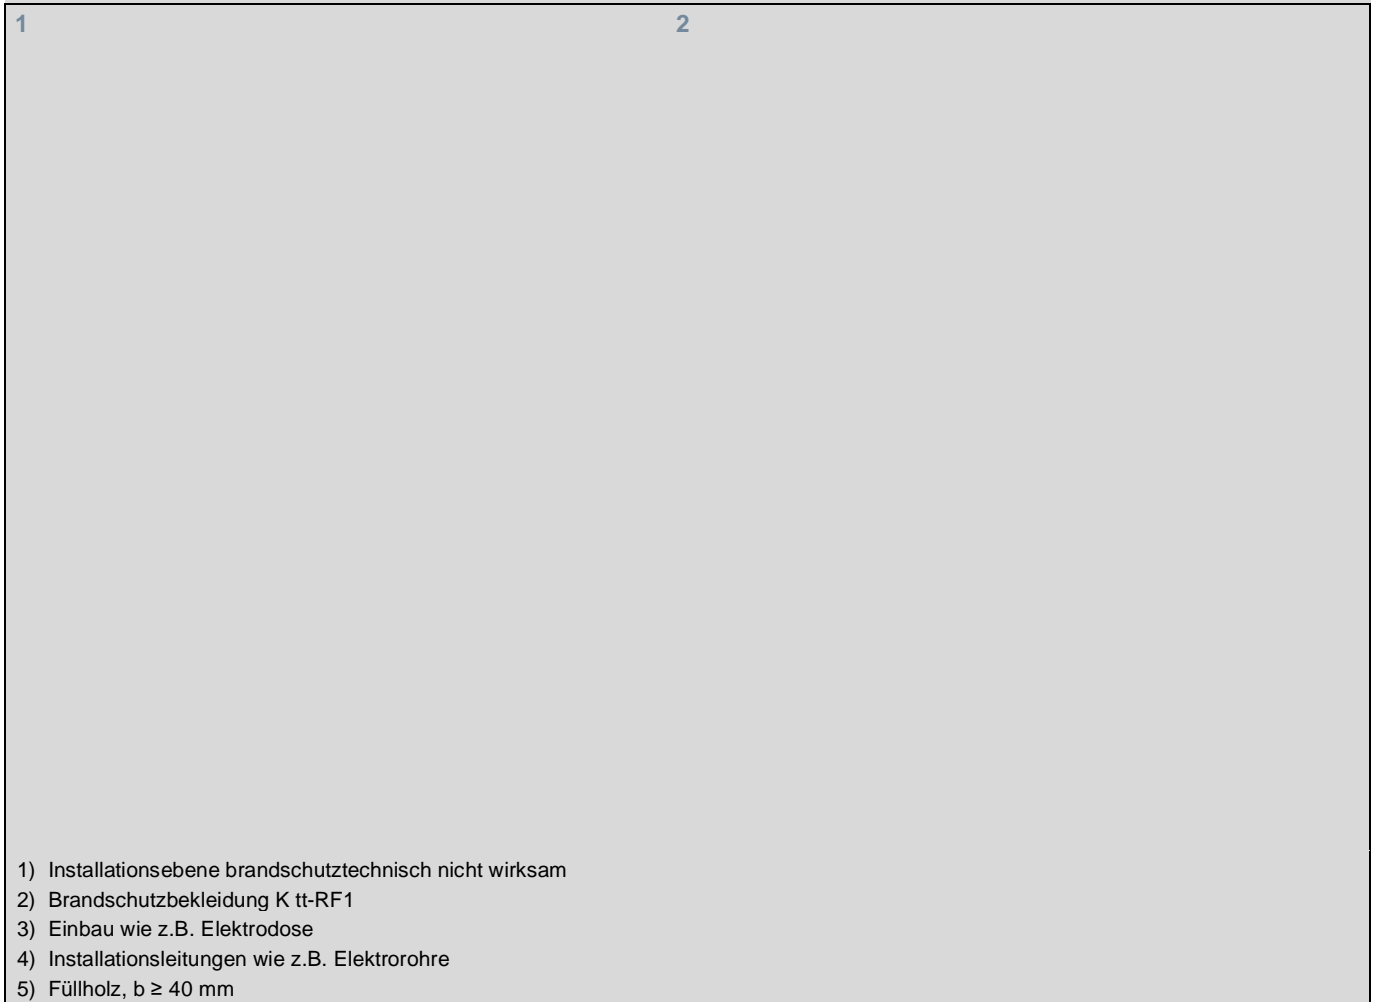 1 2
1) Installationsebene brandschutztechnisch nicht wirksam
2) Brandschutzbekleidung K tt-RF1
3) Einbau wie z.B. Elektrodose
4) Installationsleitungen wie z.B. Elektrorohre
5) Füllholz, b ≥ 40 mm